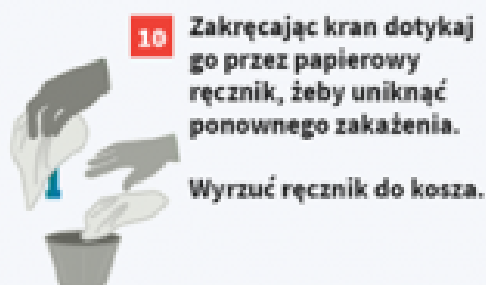 10
Zakręcając kran dotykaj
go przez papierowy
ręcznik, żeby uniknąć
ponownego zakażenia.
Wyrzuć ręcznik do kosza.